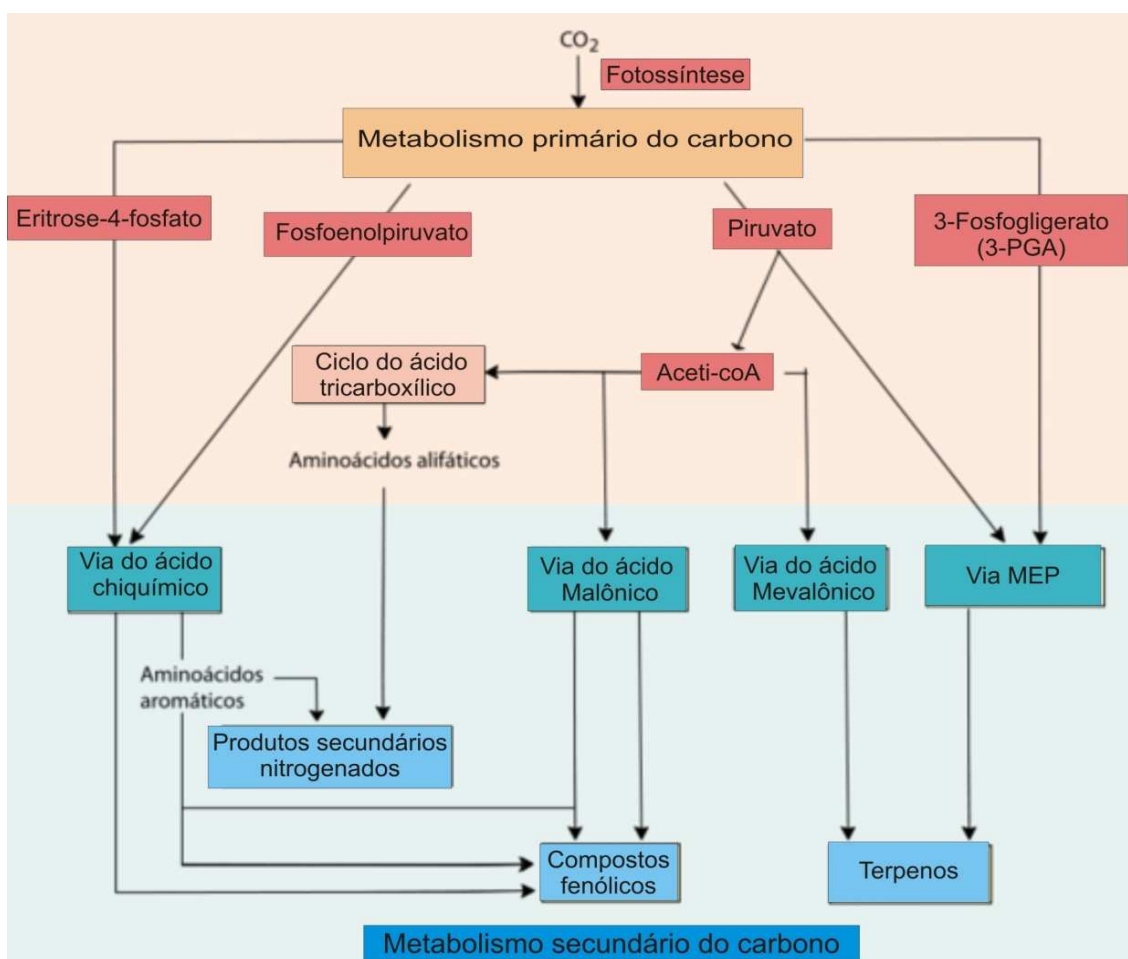 CO₂
Fotossíntese
Metabolismo primário do carbono
Eritrose-4-fosfato
Fosfoenolpiruvato
Piruvato
3-Fosfogligerato
(3-PGA)
Ciclo do ácido
tricarboxílico
Aceti-coA
Aminoácidos alifáticos
Via do ácido
chiquímico
Via do ácido
Malônico
Via do ácido
Mevalônico
Via MEP
Aminoácidos
aromáticos
Produtos secundários
nitrogenados
Compostos
fenólicos
Terpenos
Metabolismo secundário do carbono